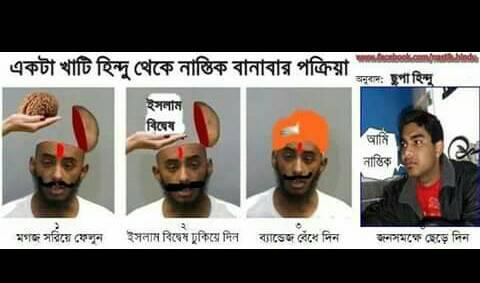 www.facebook.com/nastik.hindu
একটা খাটি হিন্দু থেকে নাস্তিক বানাবার পক্রিয়া
অনুবাদ: ছুপা হিন্দু
ইসলাম
বিদ্বেষ
আমি
নাস্তিক
১
মগজ সরিয়ে ফেলুন
২
ইসলাম বিদ্বেষ ঢুকিয়ে দিন
৩
ব্যান্ডেজ বেঁধে দিন
জনসমক্ষে ছেড়ে দিন